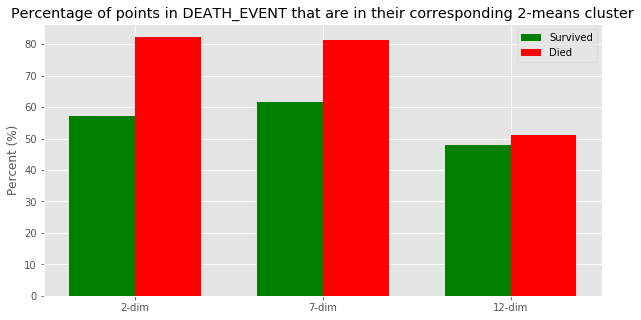 Percentage of points in DEATH_EVENT that are in their corresponding 2-means cluster
Survived
Died
Percent (%)
80
70
60
50
40
30
20
10
0
2-dim
7-dim
12-dim